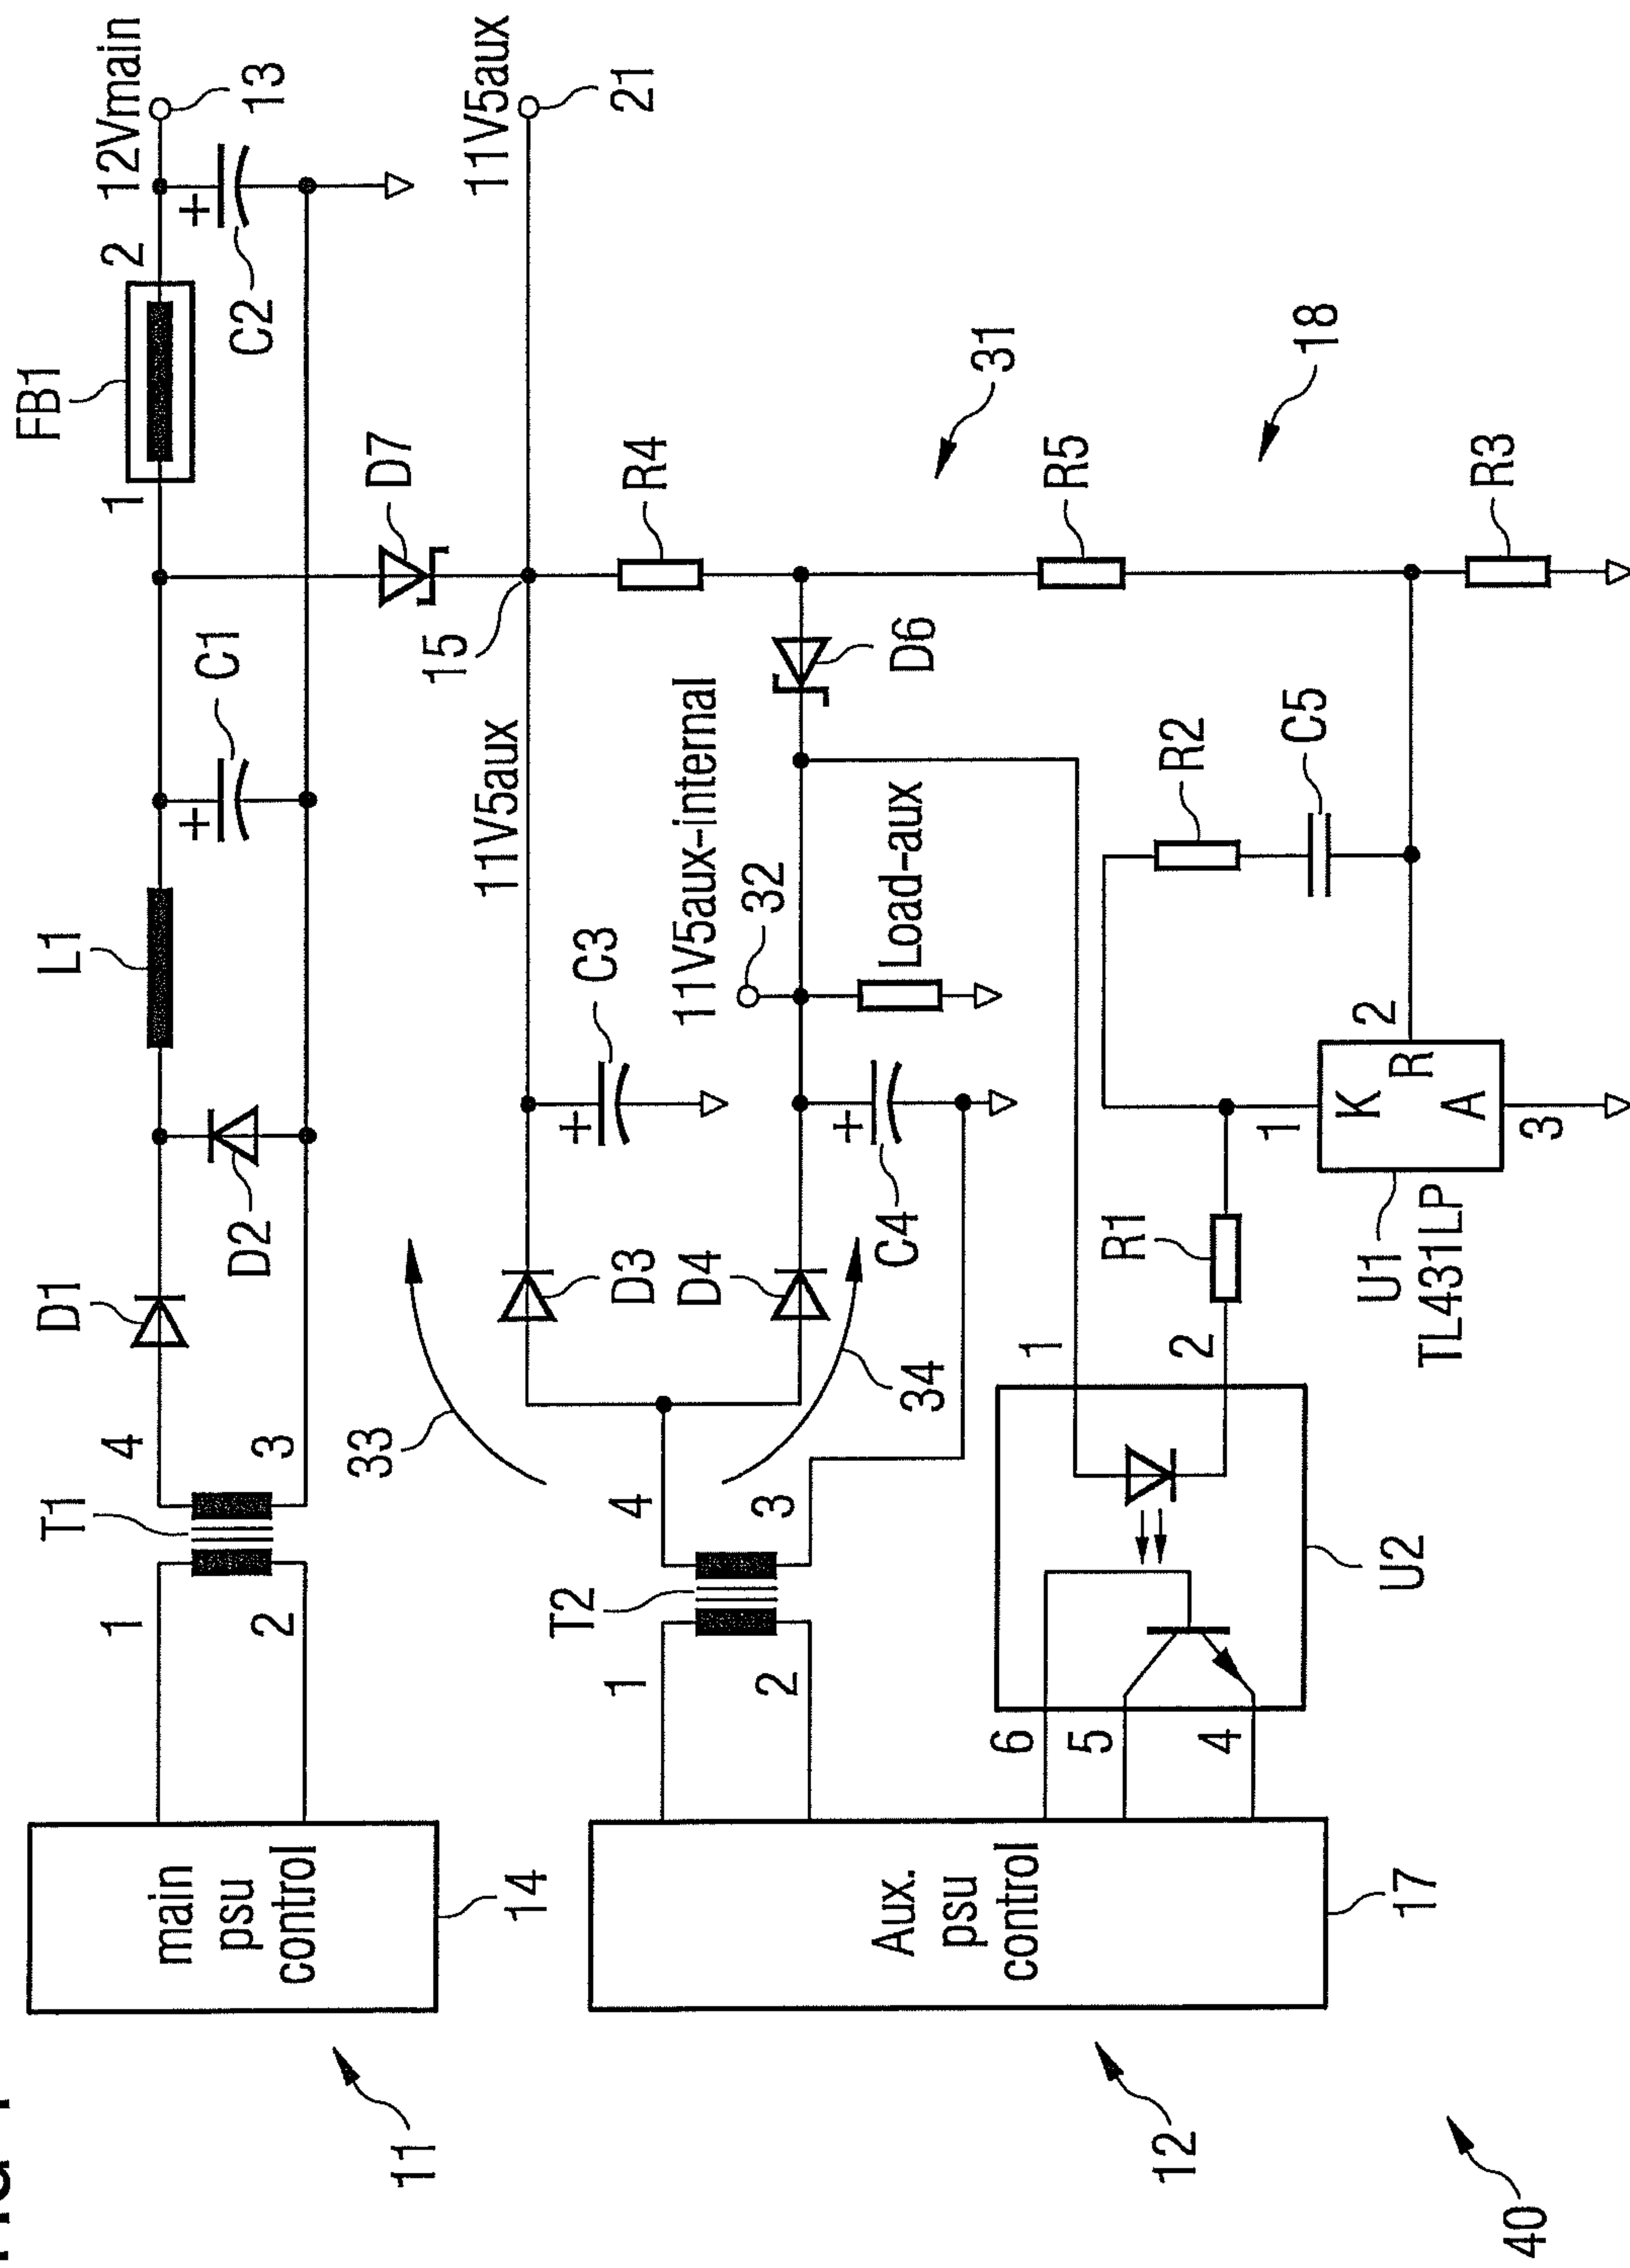 T1
D1
L1
FB1
1
4
1
2
12Vmain
2
3
D2
C1
C2
13
main
psu
control
14
11
33
11V5aux
15
D7
11V5aux
21
T2
1
2
4
3
D3
D4
C3
C4
34
11V5aux-internal
32
Load-aux
D6
R4
31
R5
18
R3
Aux.
psu
control
17
12
6
5
4
1
2
U2
R1
R2
C5
1
K
R
A
2
3
U1
TL431LP
40